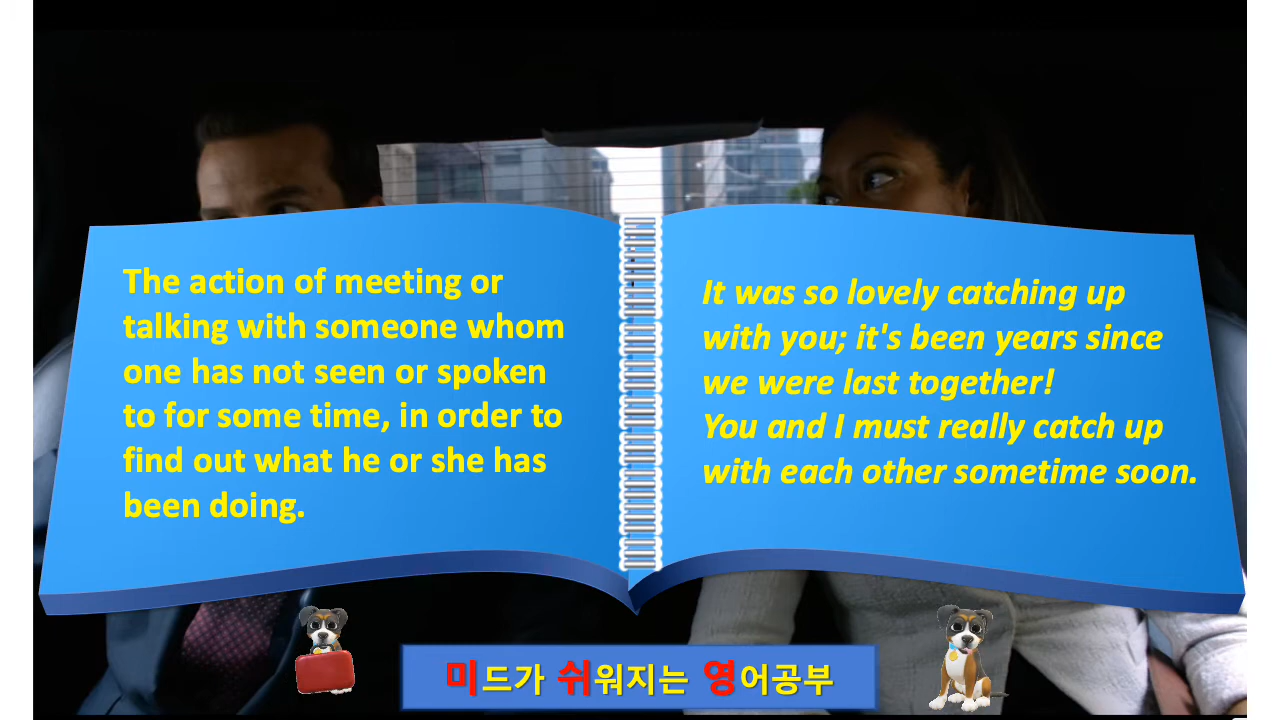 The action of meeting or
talking with someone whom
one has not seen or spoken
to for some time, in order to
find out what he or she has
been doing.
It was so lovely catching up
with you; it's been years since
we were last together!
You and I must really catch up
with each other sometime soon.
미드가 쉬워지는 영어공부